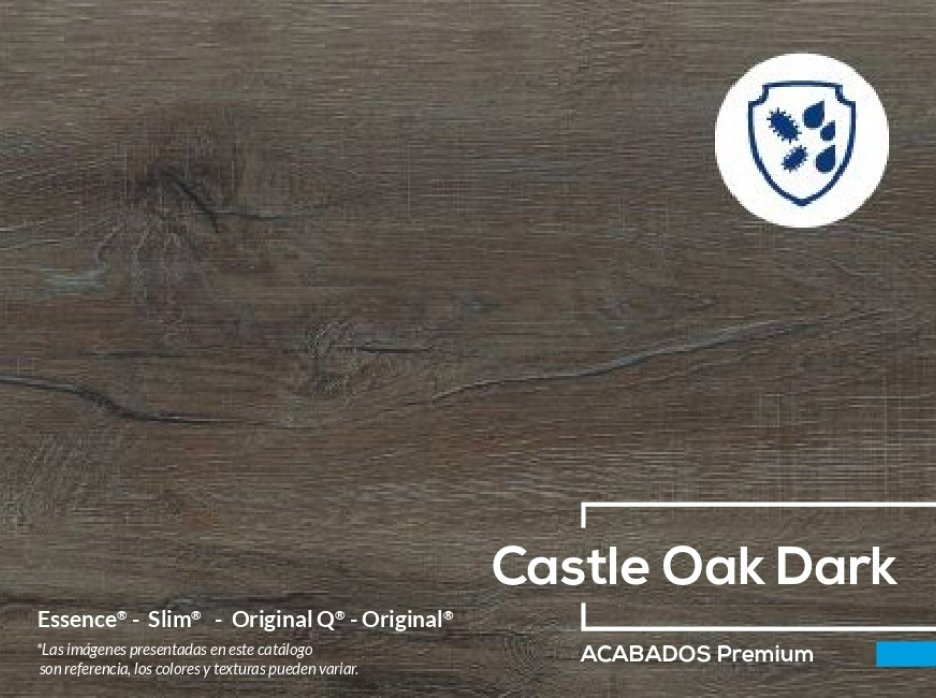 Castle Oak Dark
Essence® - Slim® - Original Q® - Original®
*Las imágenes presentadas en este catálogo
son referencia, los colores y texturas pueden variar.
ACABADOS Premium